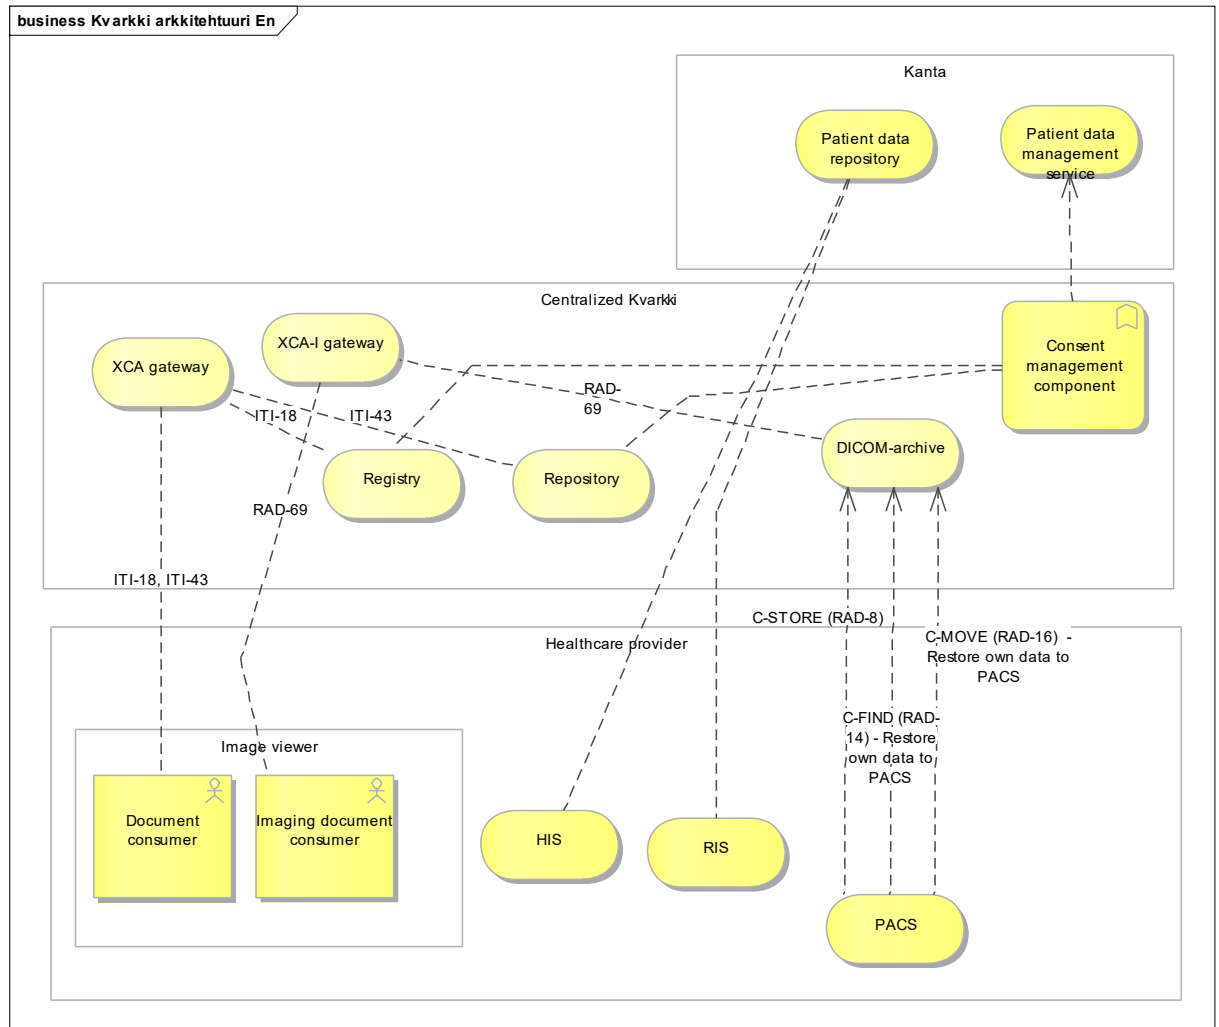 business Kvarkki arkkitehtuuri En
Kanta
Patient data
repository
Patient data
management
service
Centralized Kvarkki
XCA gateway
XCA-I gateway
Consent
management
component
RAD-
69
ITI-18
ITI-43
DICOM-archive
Registry
Repository
RAD-69
ITI-18, ITI-43
C-STORE (RAD-8)
C-MOVE (RAD-16) -
Restore own data to
PACS
Healthcare provider
C-FIND (RAD-
14) - Restore
own data to
PACS
Image viewer
Document
consumer
Imaging document
consumer
HIS
RIS
PACS